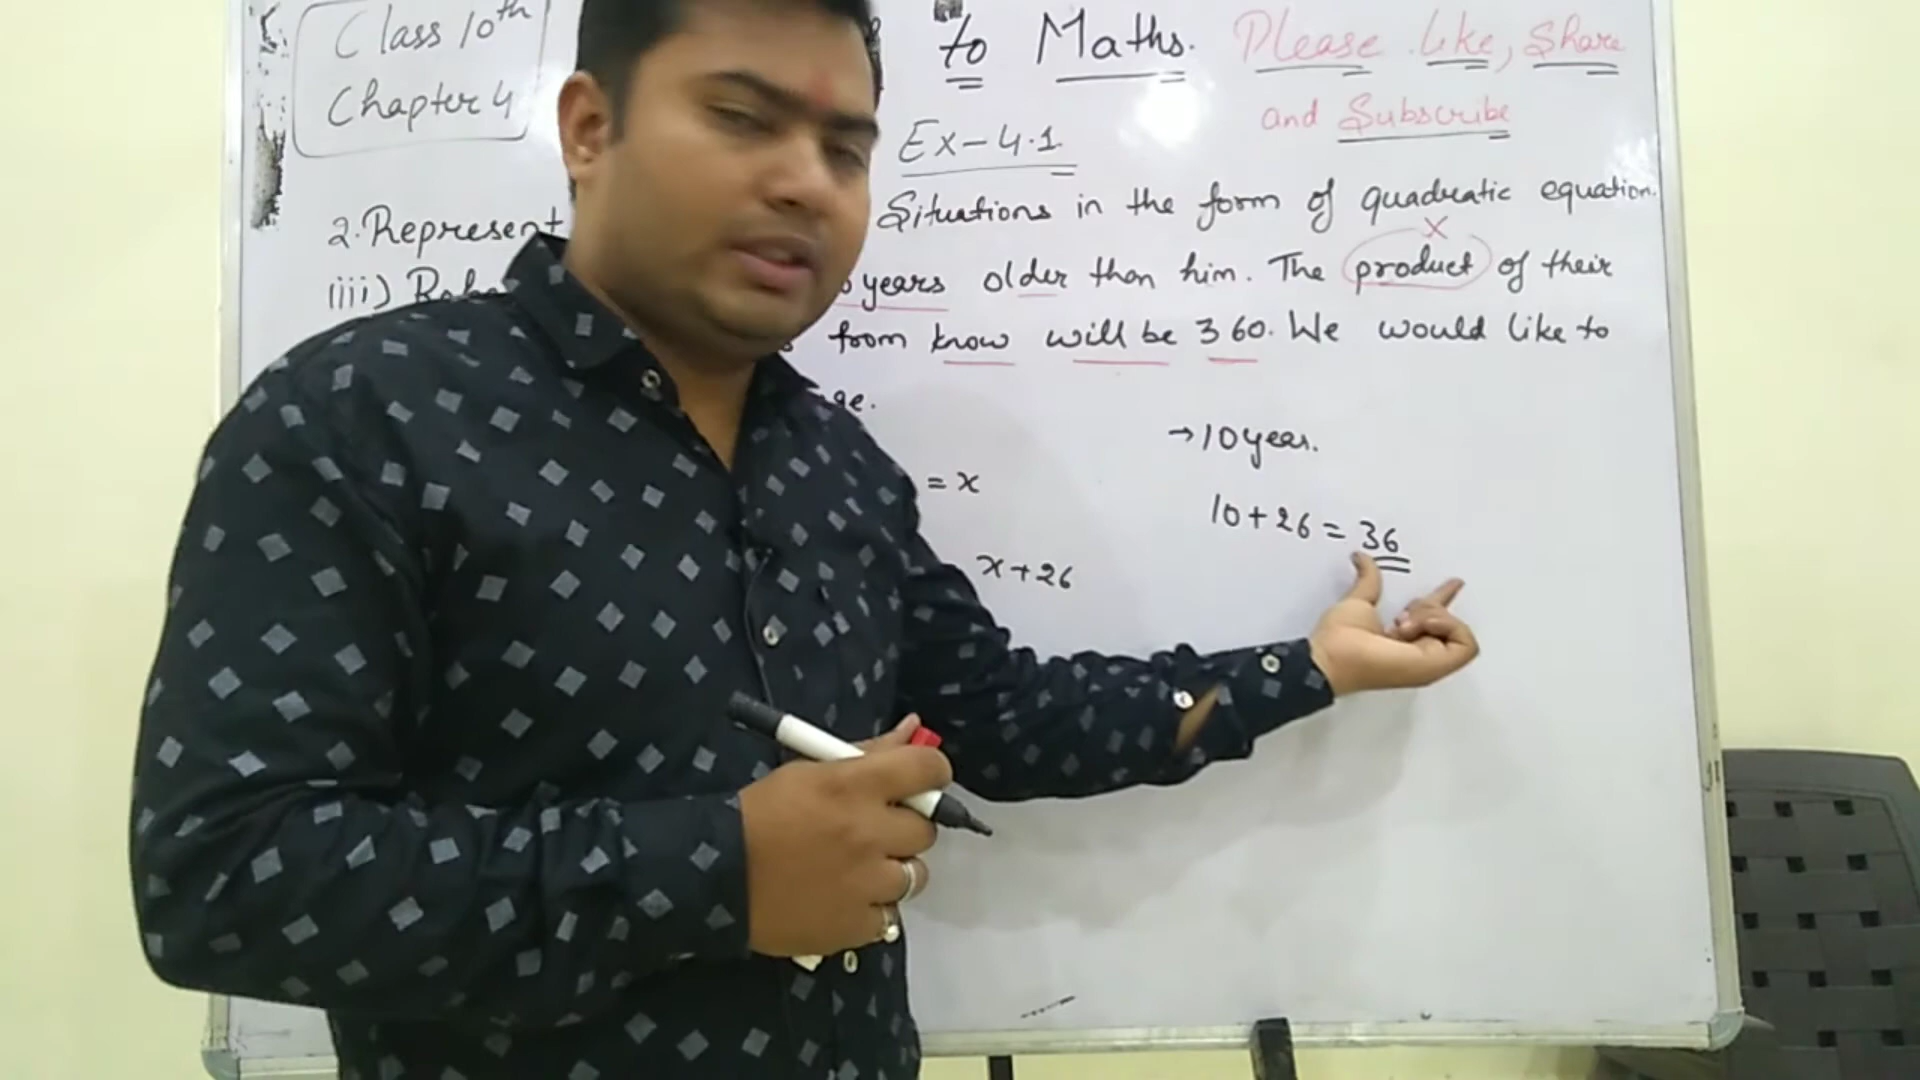 Class 10th
Chapter 4
to Maths. Please Like, Share
and Subscribe
Ex-4.1
2. Represent Situations in the form of quadratic equation.
x
iiii) years older than him. The product of their
from know will be 360. We would like to
→10 year.
= x
10+26=36
x+26